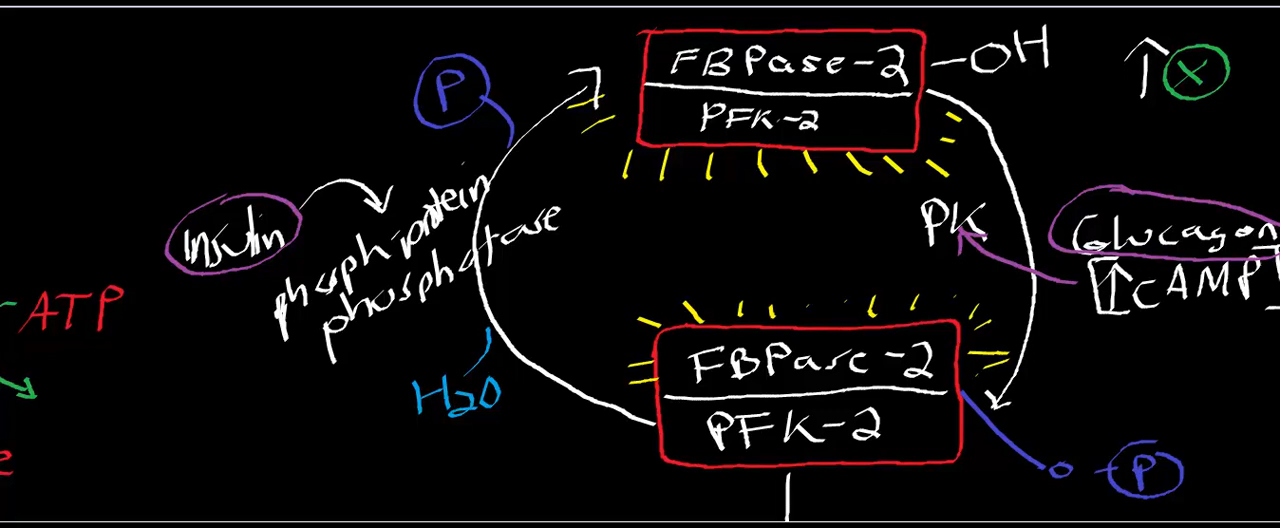 FBPase-2 -OH
PFK-2
↑ X
P
Insulin
phosphoprotein
phosphatase
PK
Glucagon
[↑cAMP]
ATP
H2O
FBPase-2
PFK-2
o-P